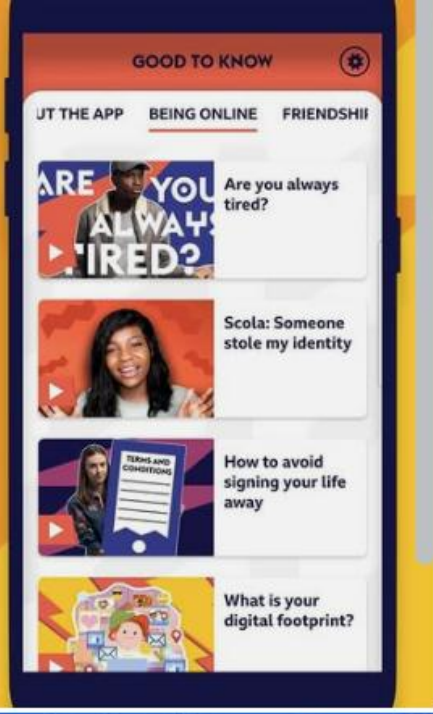 GOOD TO KNOW
UT THE APP BEING ONLINE FRIENDSHIP
ARE YOU
ALWAYS
TIRED?
Are you always
tired?
Scola: Someone
stole my identity
TERMS AND
CONDITIONS
How to avoid
signing your life
away
What is your
digital footprint?